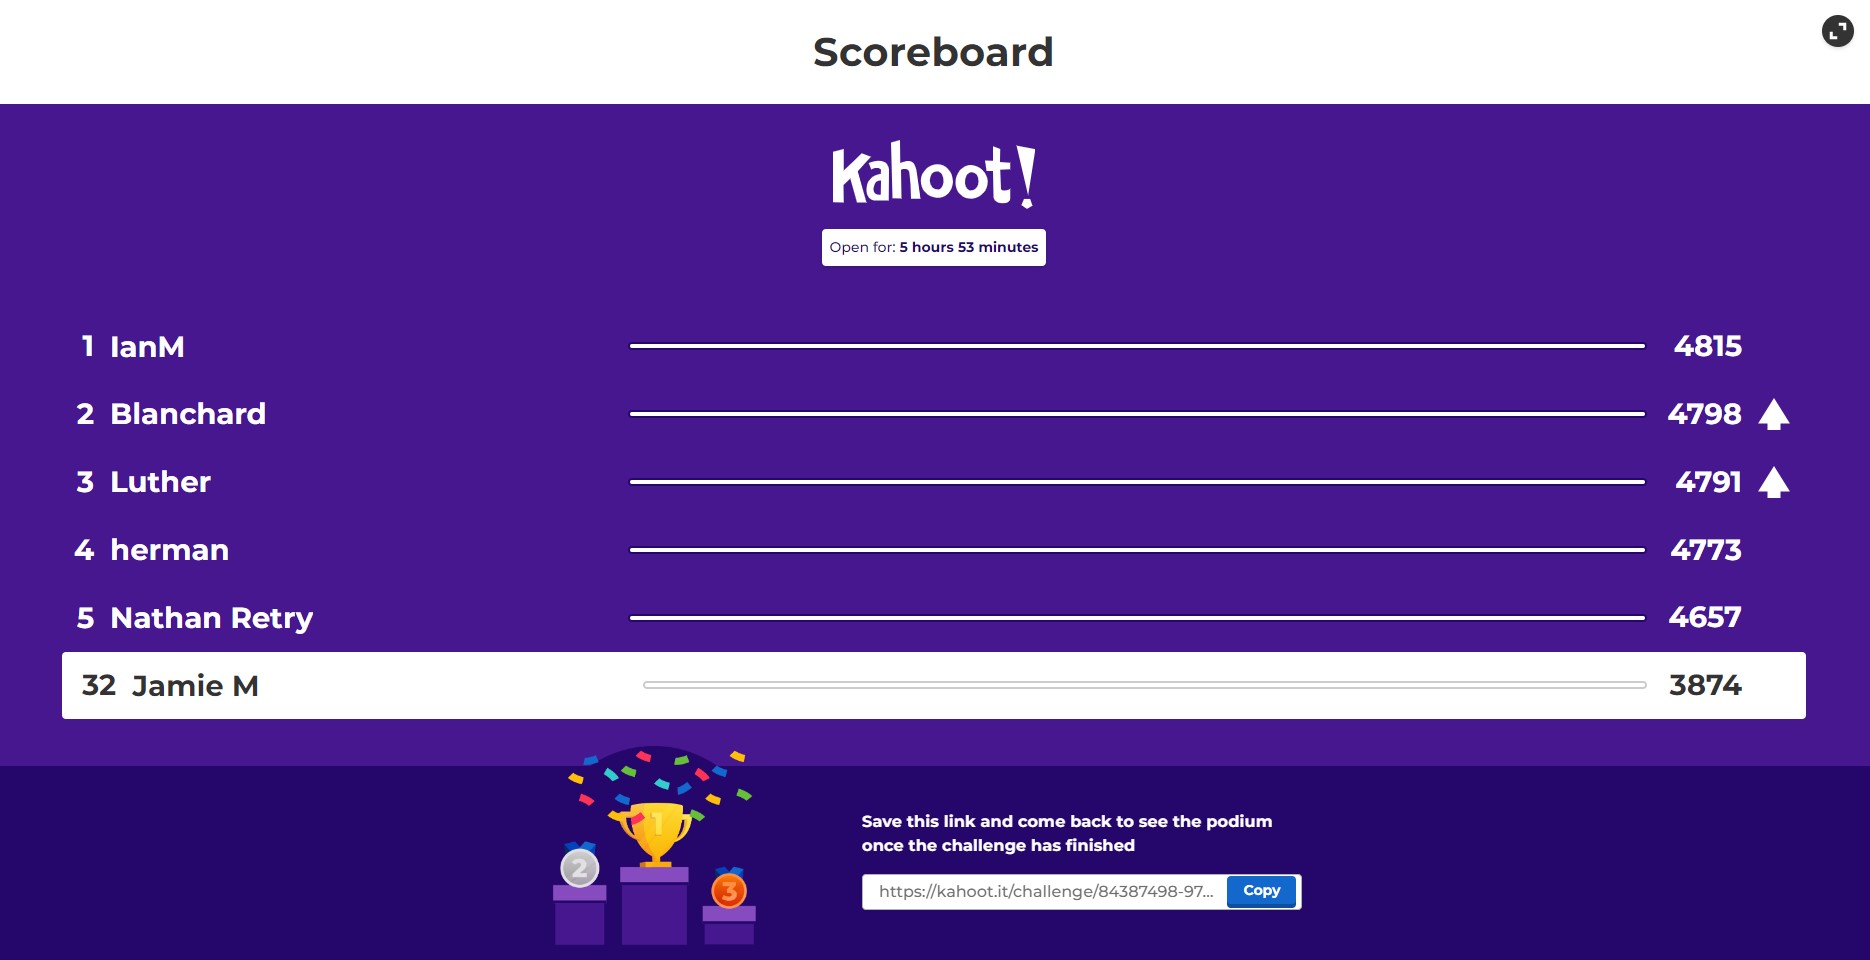 Scoreboard
Kahoot!
Open for: 5 hours 53 minutes
1 IanM 4815
2 Blanchard 4798
3 Luther 4791
4 herman 4773
5 Nathan Retry 4657
32 Jamie M 3874
1
2
3
Save this link and come back to see the podium
once the challenge has finished
https://kahoot.it/challenge/84387498-97... Copy